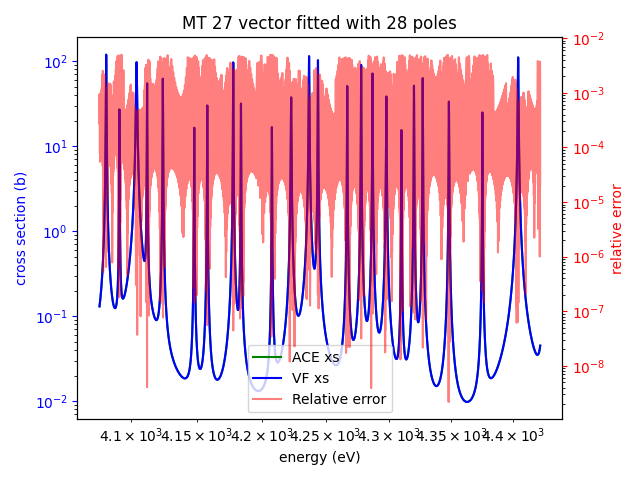 MT 27 vector fitted with 28 poles
10²
10¹
10⁰
10⁻¹
10⁻²
cross section (b)
10⁻²
10⁻³
10⁻⁴
10⁻⁵
10⁻⁶
10⁻⁷
10⁻⁸
relative error
ACE xs
VF xs
Relative error
4.1 × 10³ 4.15 × 10³ 4.2 × 10³ 4.25 × 10³ 4.3 × 10³ 4.35 × 10³ 4.4 × 10³
energy (eV)